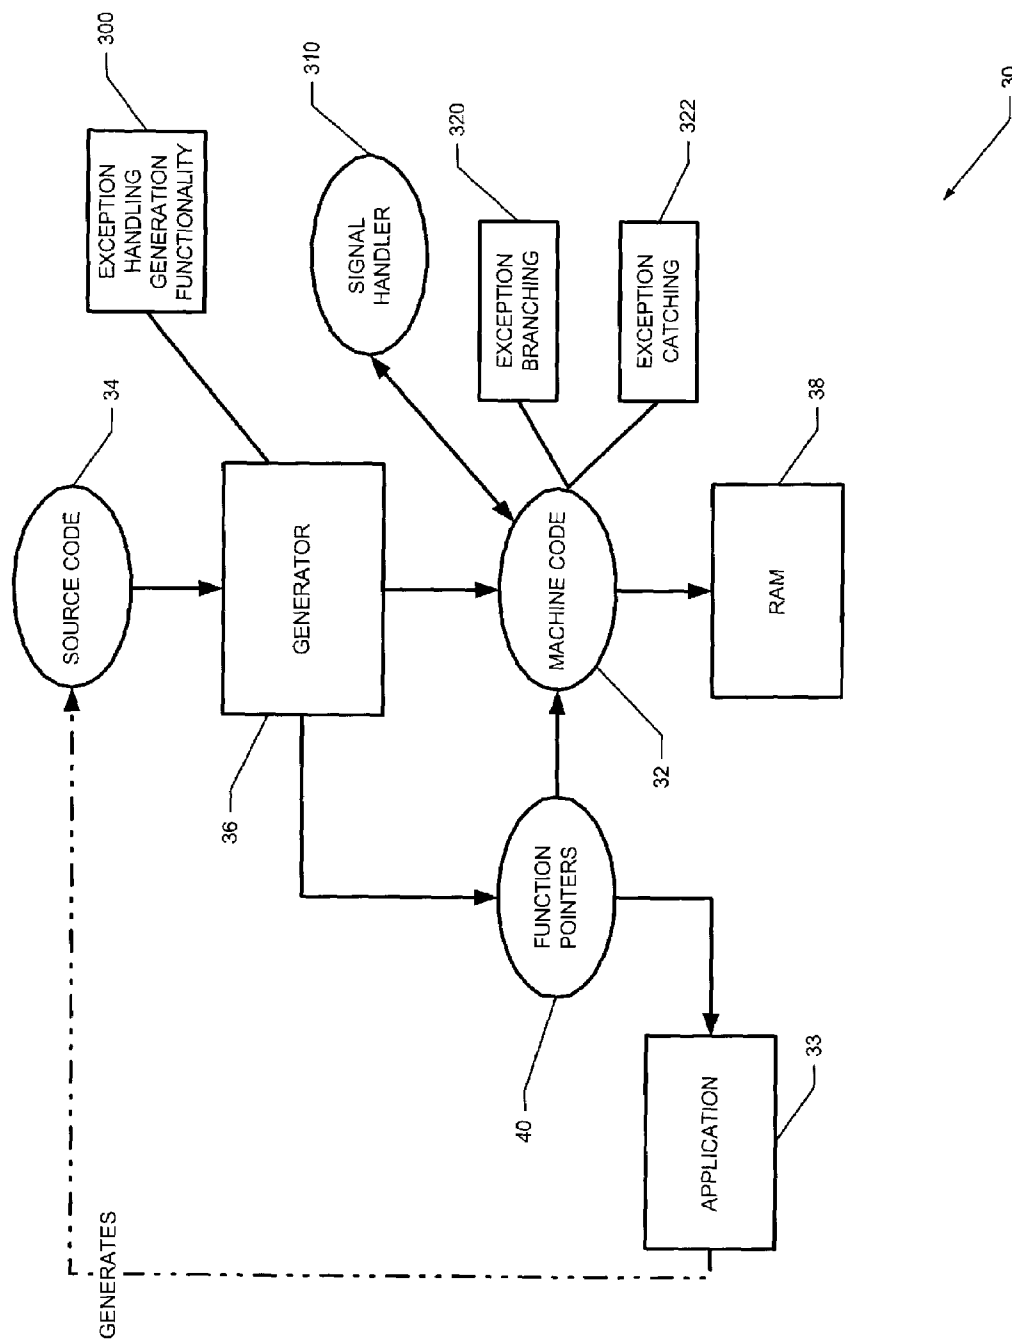 GENERATES
SOURCE CODE
34
300
EXCEPTION
HANDLING
GENERATION
FUNCTIONALITY
36
GENERATOR
310
SIGNAL
HANDLER
320
EXCEPTION
BRANCHING
40
FUNCTION
POINTERS
MACHINE CODE
32
322
EXCEPTION
CATCHING
APPLICATION
33
RAM
38
30